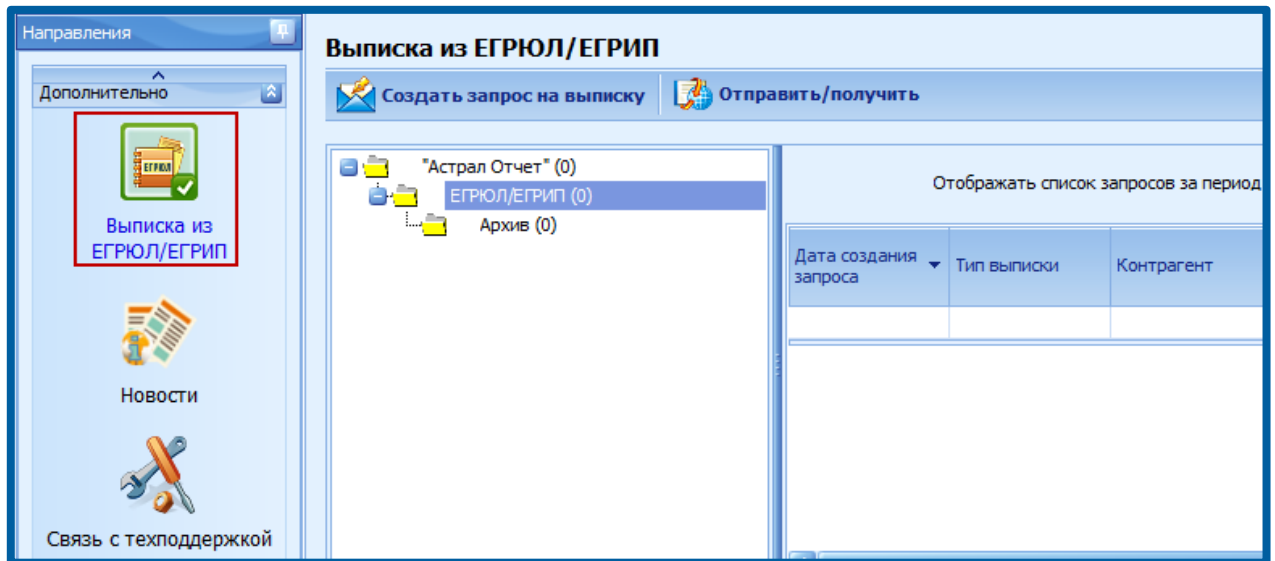 Направления
Дополнительно
ЕГРЮЛ
Выписка из
ЕГРЮЛ/ЕГРИП
Новости
Связь с техподдержкой
Выписка из ЕГРЮЛ/ЕГРИП
Создать запрос на выписку
Отправить/получить
"Астрал Отчет" (0)
ЕГРЮЛ/ЕГРИП (0)
Архив (0)
Отображать список запросов за период
Дата создания
запроса
Тип выписки
Контрагент